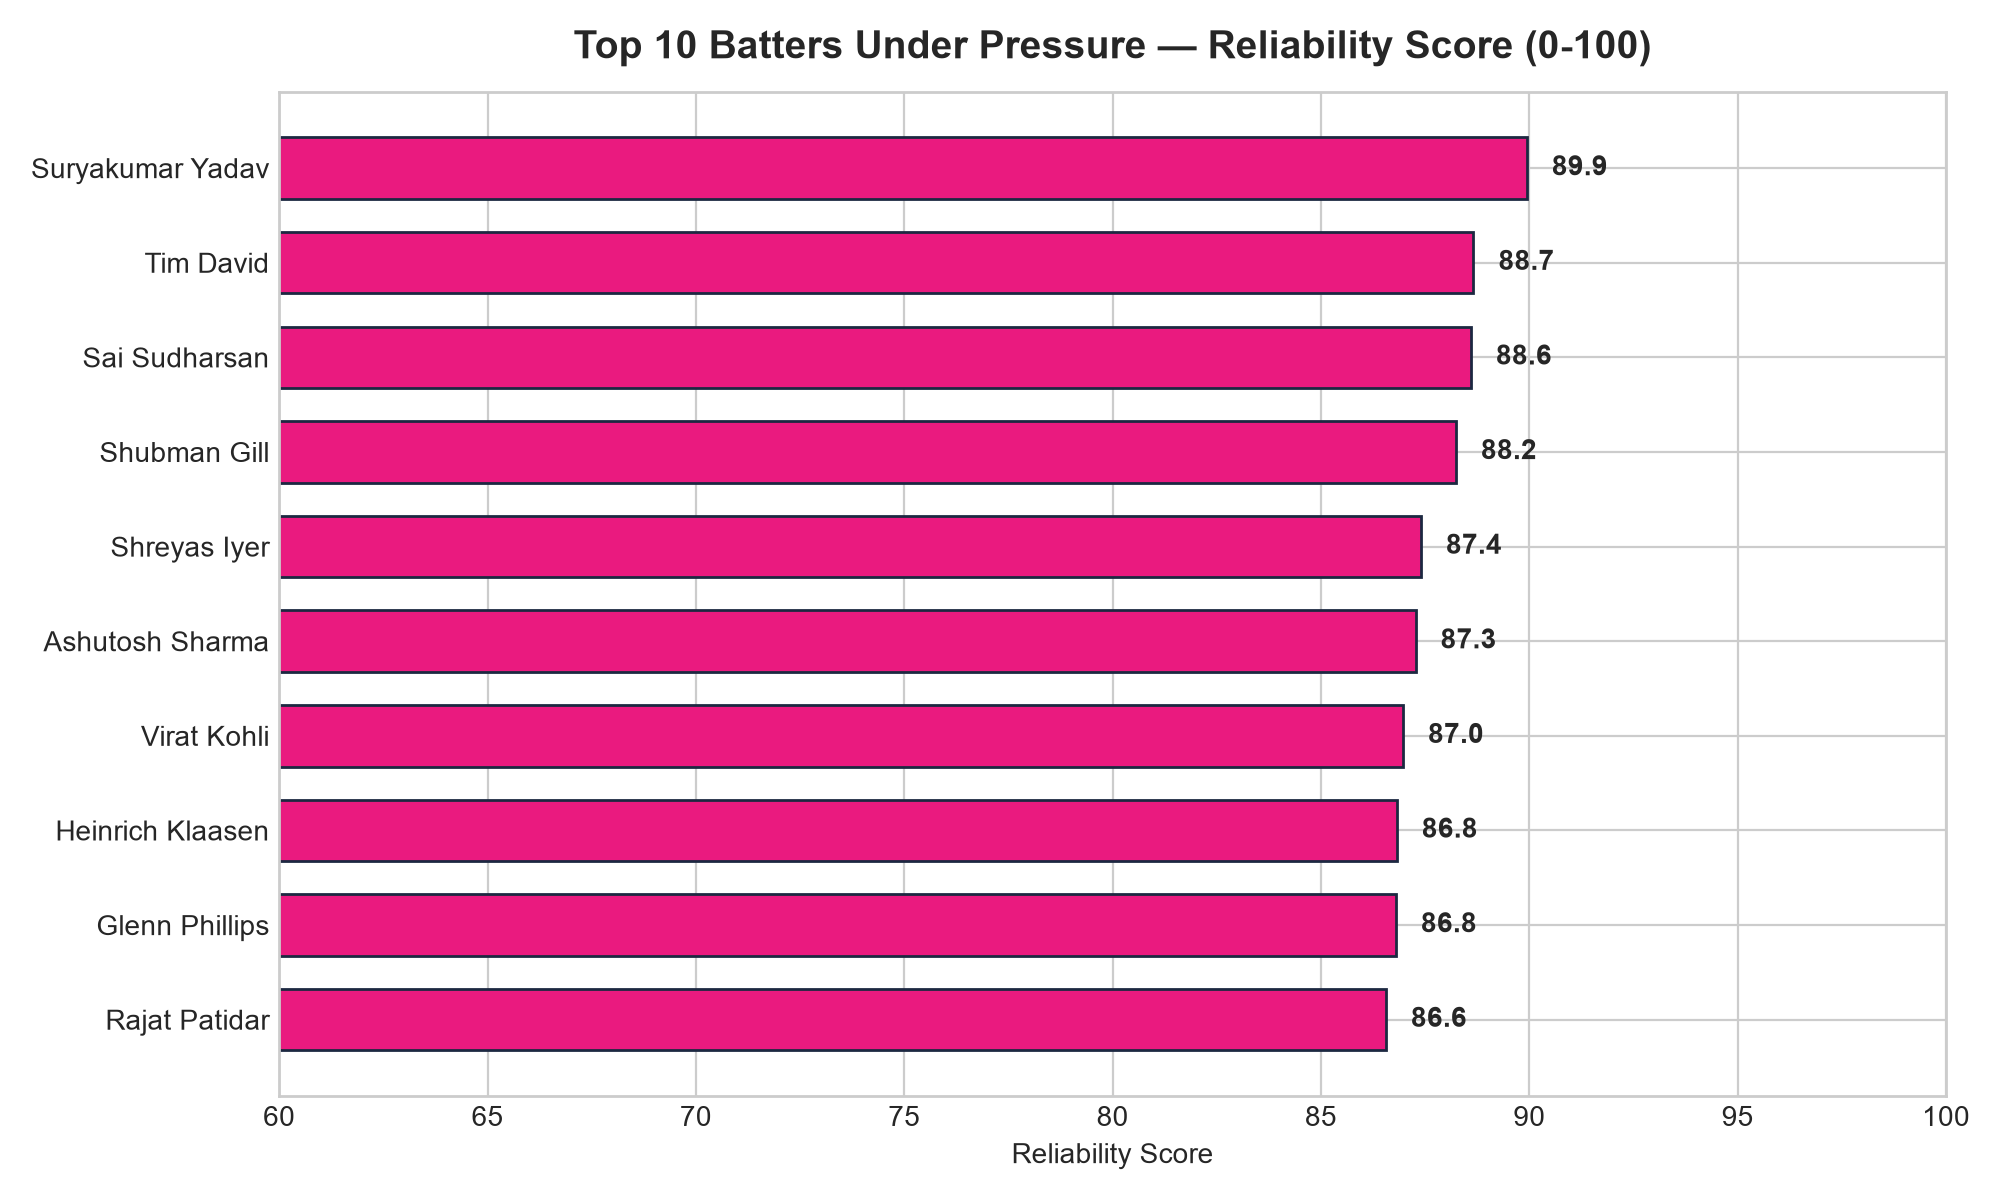 Top 10 Batters Under Pressure — Reliability Score (0-100)
Suryakumar Yadav 89.9
Tim David 88.7
Sai Sudharsan 88.6
Shubman Gill 88.2
Shreyas Iyer 87.4
Ashutosh Sharma 87.3
Virat Kohli 87.0
Heinrich Klaasen 86.8
Glenn Phillips 86.8
Rajat Patidar 86.6
60 65 70 75 80 85 90 95 100
Reliability Score